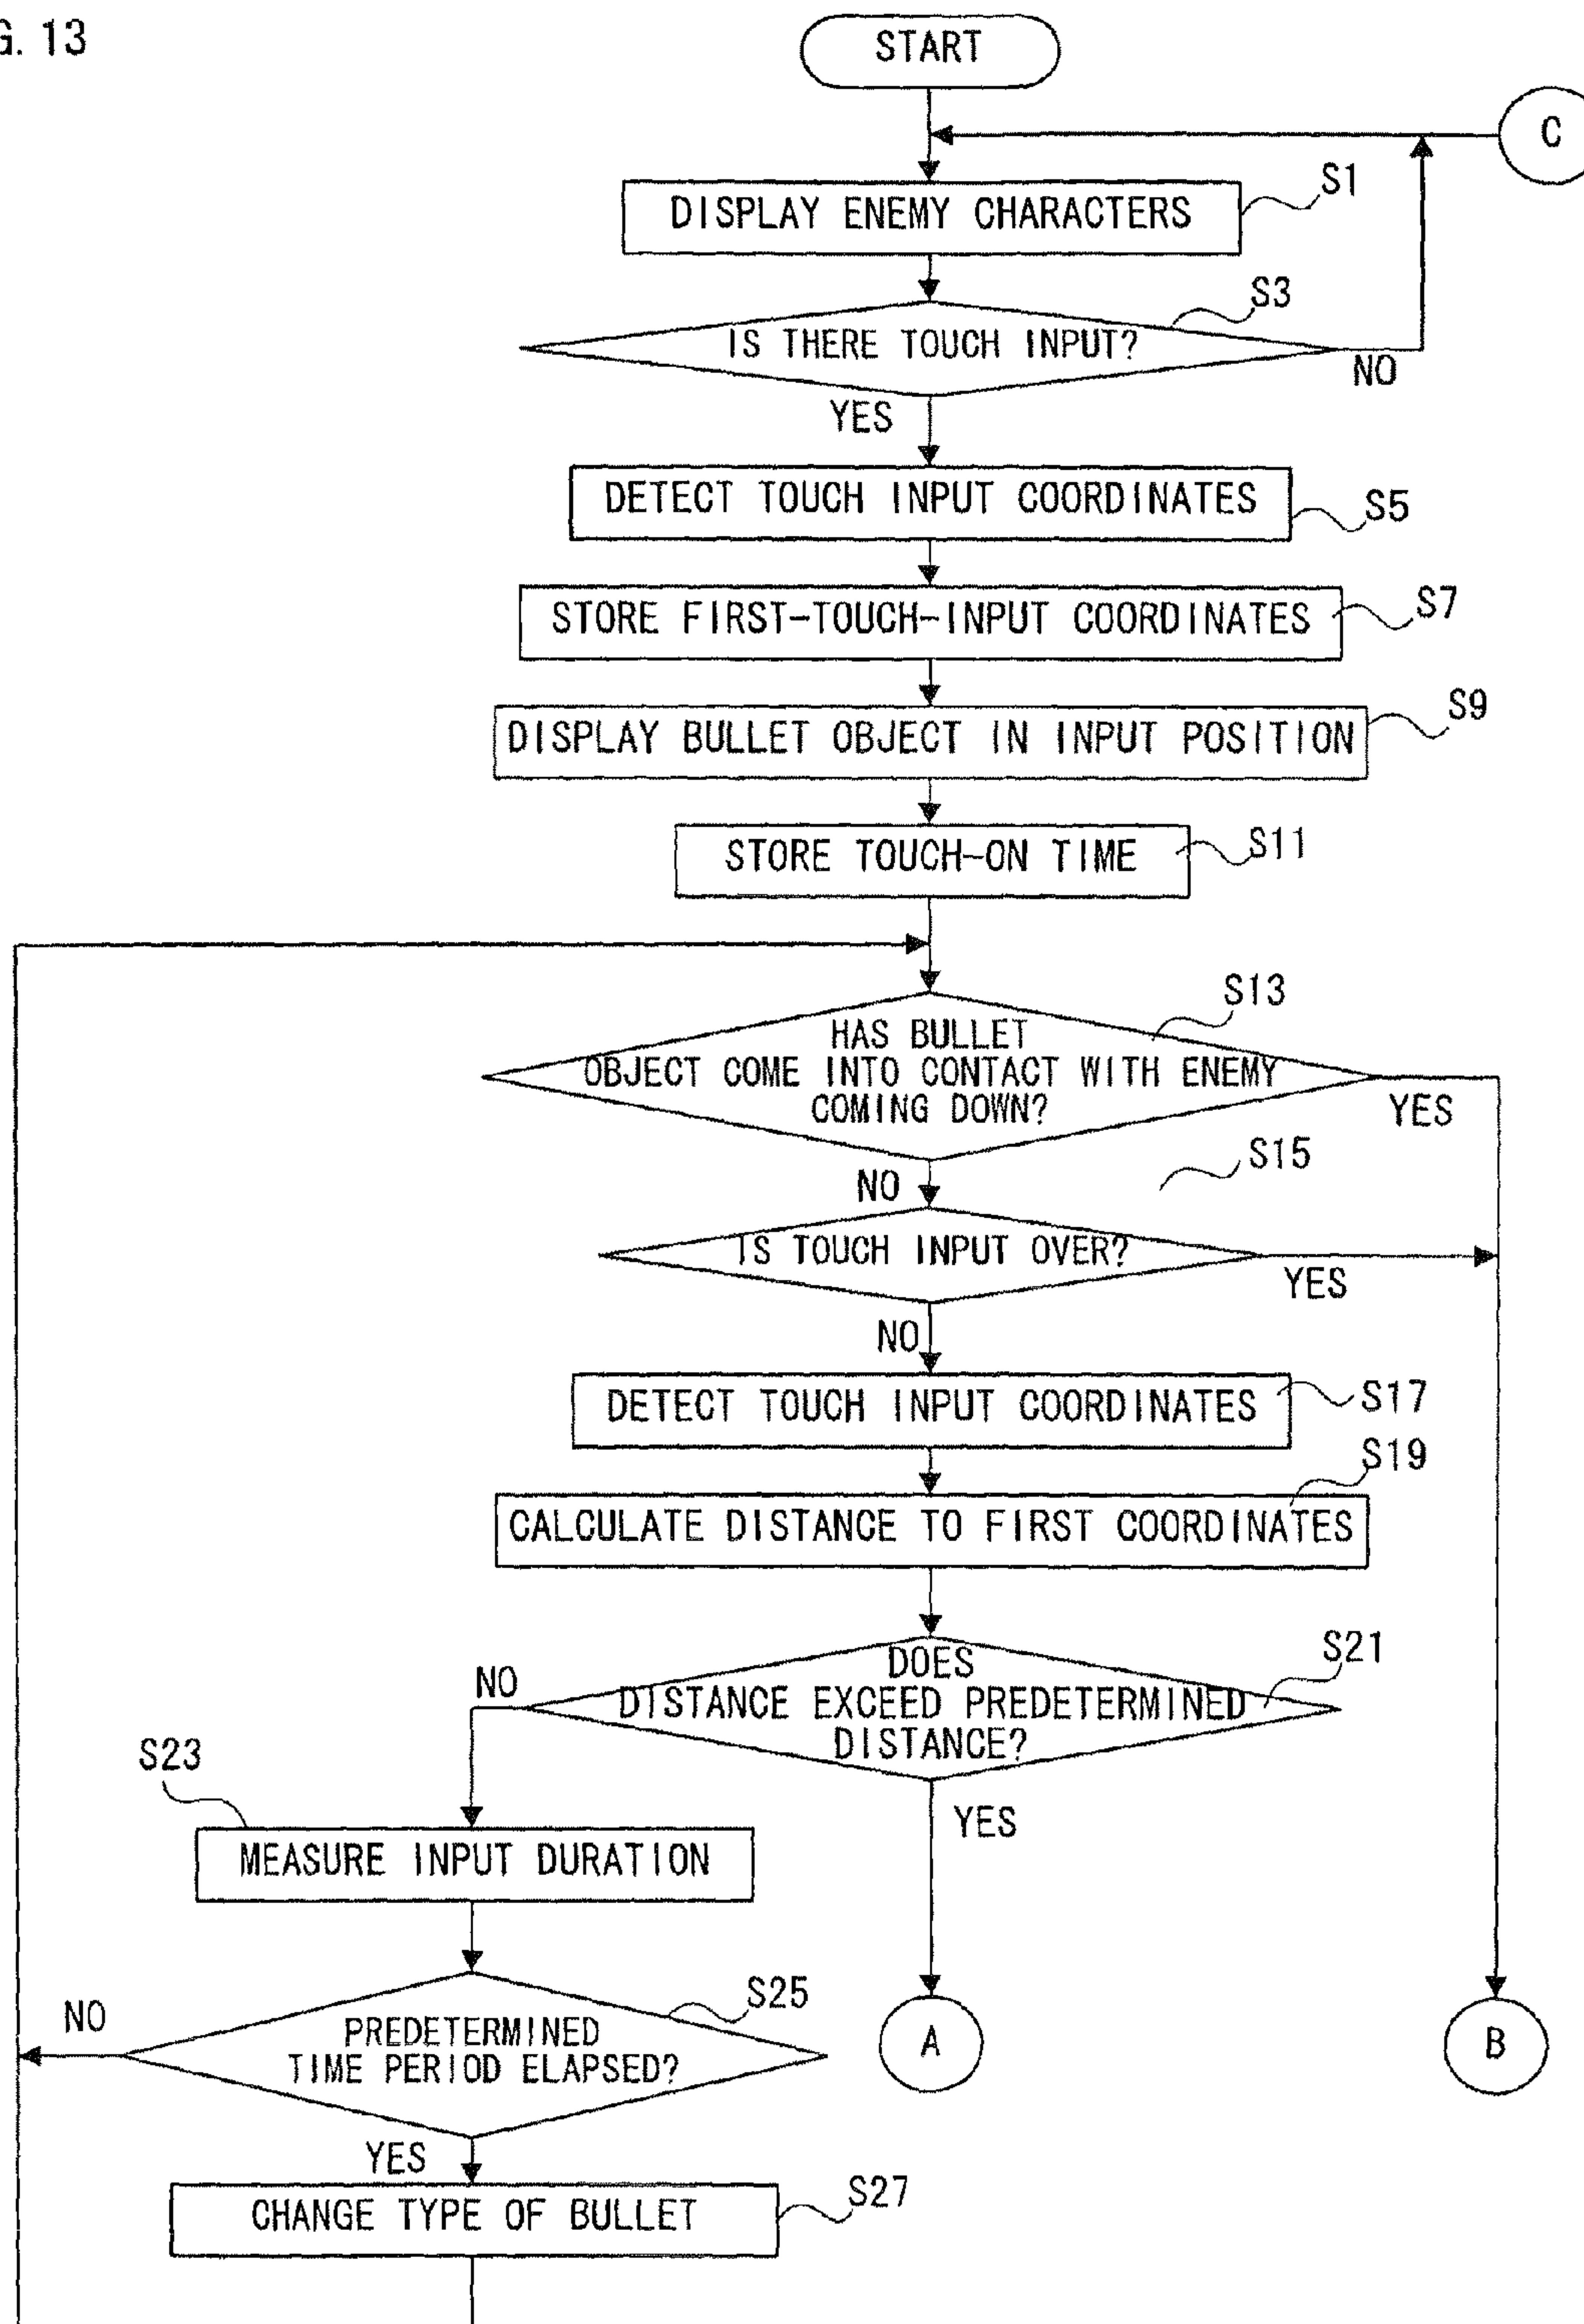 G. 13
START
C
DISPLAY ENEMY CHARACTERS
S1
S3
IS THERE TOUCH INPUT?
NO
YES
DETECT TOUCH INPUT COORDINATES
S5
STORE FIRST-TOUCH-INPUT COORDINATES
S7
DISPLAY BULLET OBJECT IN INPUT POSITION
S9
STORE TOUCH-ON TIME
S11
S13
HAS BULLET
OBJECT COME INTO CONTACT WITH ENEMY
COMING DOWN?
YES
NO
S15
IS TOUCH INPUT OVER?
YES
NO
DETECT TOUCH INPUT COORDINATES
S17
S19
CALCULATE DISTANCE TO FIRST COORDINATES
S21
DOES
DISTANCE EXCEED PREDETERMINED
DISTANCE?
NO
YES
S23
MEASURE INPUT DURATION
S25
PREDETERMINED
TIME PERIOD ELAPSED?
NO
A
B
YES
CHANGE TYPE OF BULLET
S27